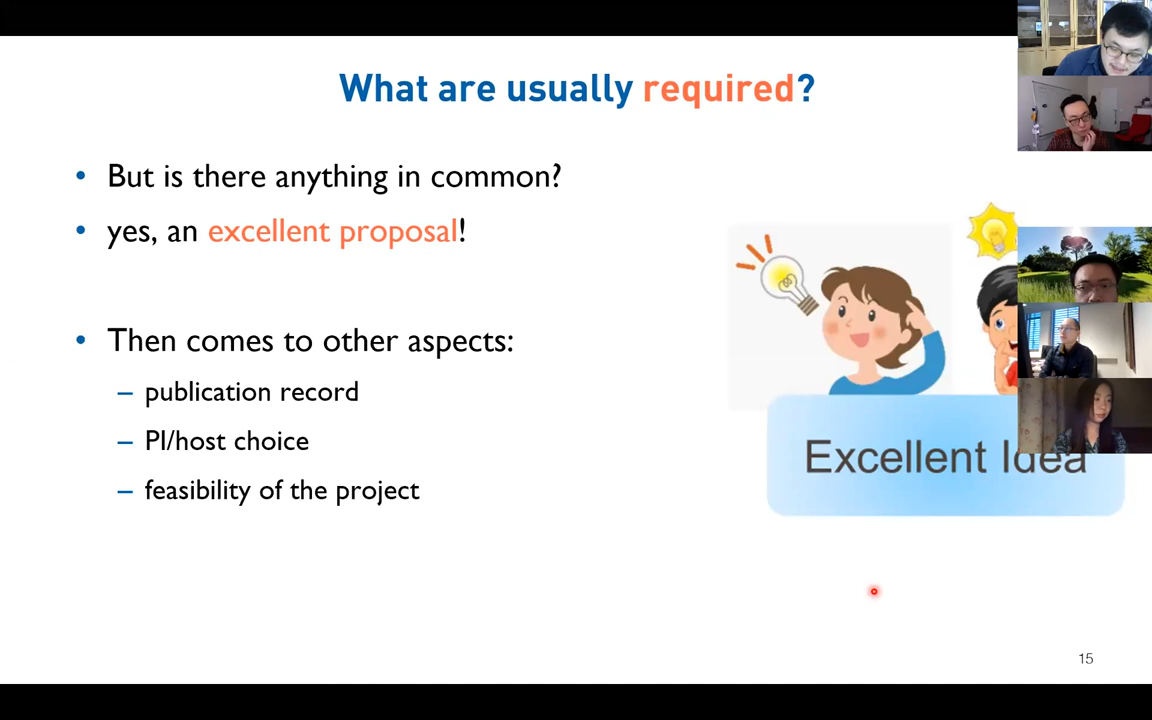 What are usually required?
• But is there anything in common?
• yes, an excellent proposal!
• Then comes to other aspects:
– publication record
– PI/host choice
– feasibility of the project
Excellent Idea
15